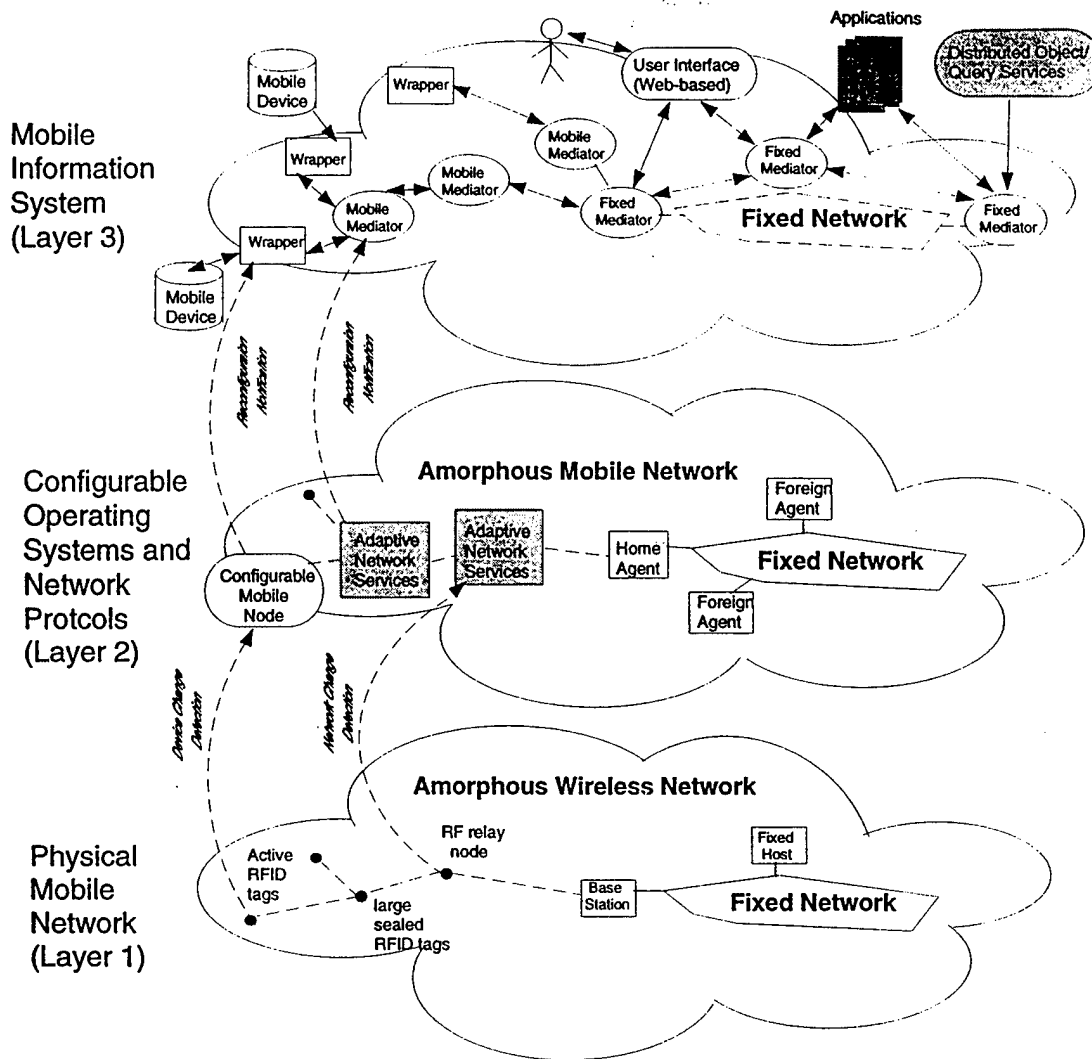 Applications
Distributed Object/
Query Services
User Interface
(Web-based)
Mobile
Device
Wrapper
Mobile
Mediator
Fixed
Mediator
Wrapper
Mobile
Information
System
(Layer 3)
Mobile
Mediator
Mobile
Mediator
Fixed
Mediator
Fixed Network
Fixed
Mediator
Wrapper
Mobile
Device
Reconfiguration
Notification
Reconfiguration
Notification
Configurable
Operating
Systems and
Network
Protcols
(Layer 2)
Amorphous Mobile Network
Foreign
Agent
Adaptive
Network
Services
Adaptive
Network
Services
Home
Agent
Fixed Network
Configurable
Mobile
Node
Foreign
Agent
Device Change
Detection
Network Change
Detection
Amorphous Wireless Network
Physical
Mobile
Network
(Layer 1)
Active
RFID
tags
RF relay
node
large
sealed
RFID tags
Base
Station
Fixed
Host
Fixed Network